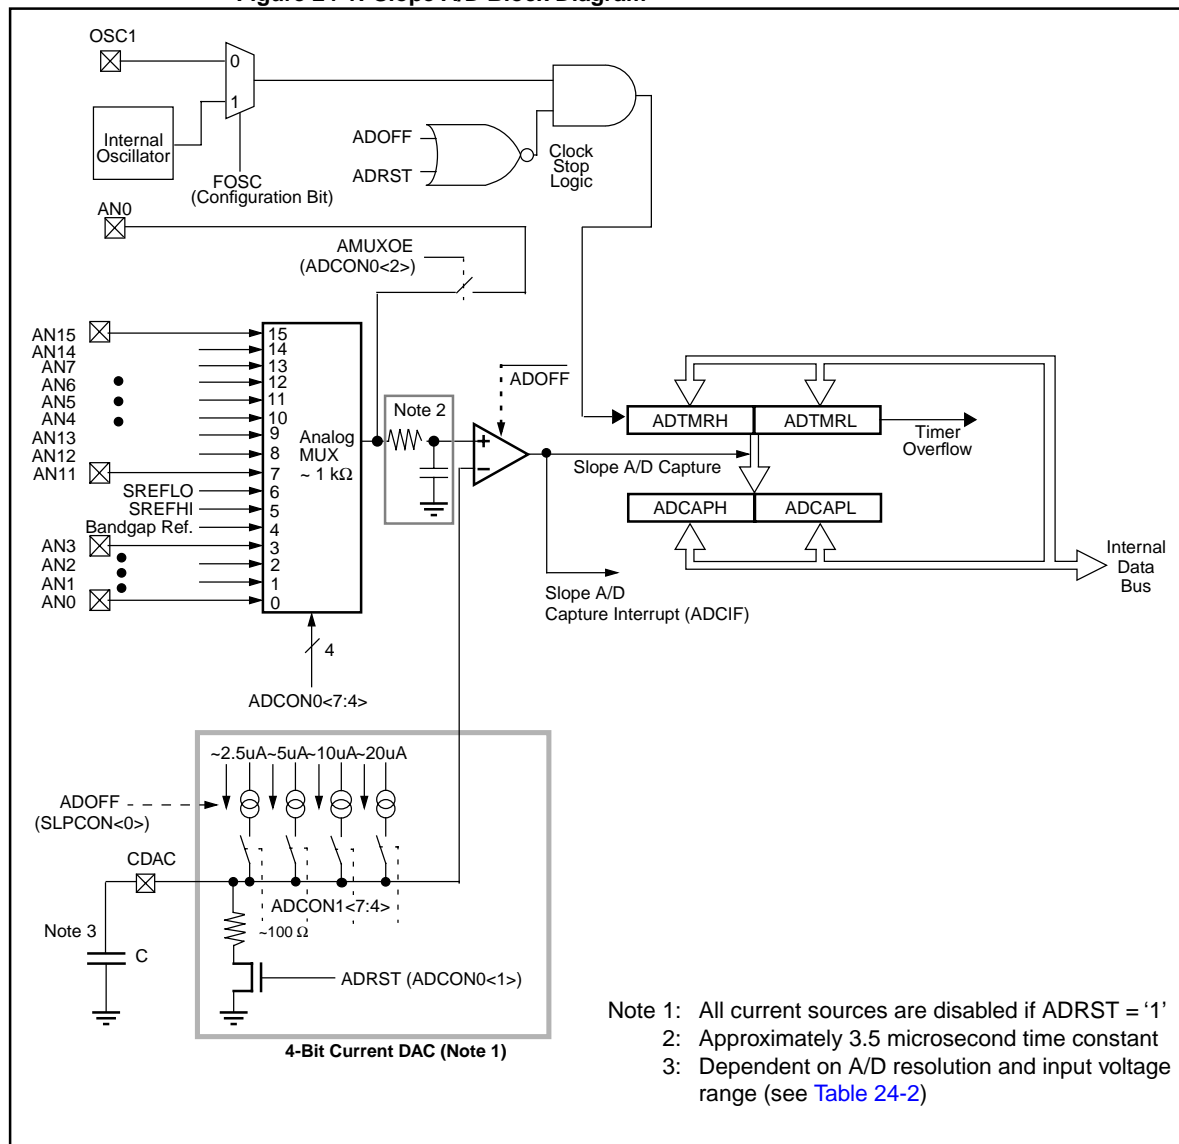 OSC1
0
1
Internal
Oscillator
FOSC
(Configuration Bit)
ADOFF
ADRST
Clock
Stop
Logic
AN0
AMUXOE
(ADCON0<2>)
AN15
AN14
AN7
AN6
AN5
AN4
AN13
AN12
AN11
SREFLO
SREFHI
Bandgap Ref.
AN3
AN2
AN1
AN0
15
14
13
12
11
10
9
8
7
6
5
4
3
2
1
0
Analog
MUX
~ 1 kΩ
4
ADCON0<7:4>
Note 2
+
–
ADOFF
Slope A/D Capture
ADTMRH
ADTMRL
Timer
Overflow
ADCAPH
ADCAPL
Internal
Data
Bus
Slope A/D
Capture Interrupt (ADCIF)
~2.5uA ~5uA ~10uA ~20uA
ADOFF
(SLPCON<0>)
CDAC
ADCON1<7:4>
~100 Ω
Note 3
C
ADRST (ADCON0<1>)
4-Bit Current DAC (Note 1)
Note 1: All current sources are disabled if ADRST = ‘1’
2: Approximately 3.5 microsecond time constant
3: Dependent on A/D resolution and input voltage
range (see Table 24-2)